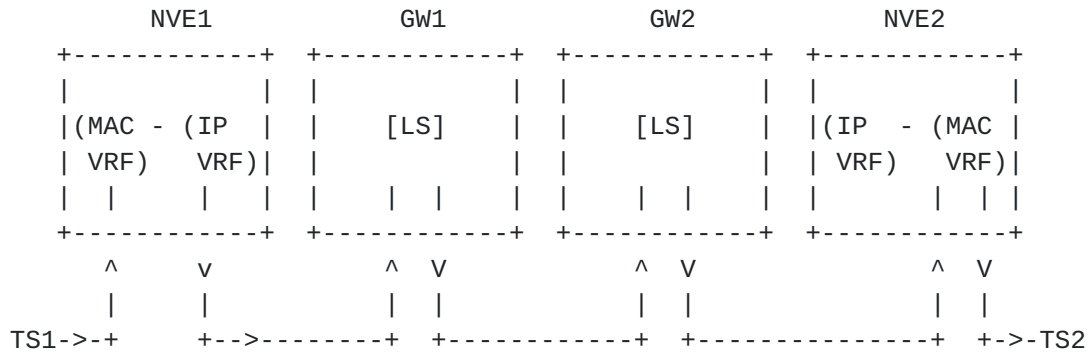 NVE1 GW1 GW2 NVE2
+------------+ +------------+ +------------+ +------------+
| | | | | | | |
|(MAC - (IP | | [LS] | | [LS] | |(IP - (MAC |
| VRF) VRF)| | | | | | VRF) VRF)|
| | | | | | | | | | | | | | | |
+------------+ +------------+ +------------+ +------------+
^ v ^ V ^ V ^ V
| | | | | | | |
TS1->-+ +-->--------+ +------------+ +---------------+ +->-TS2